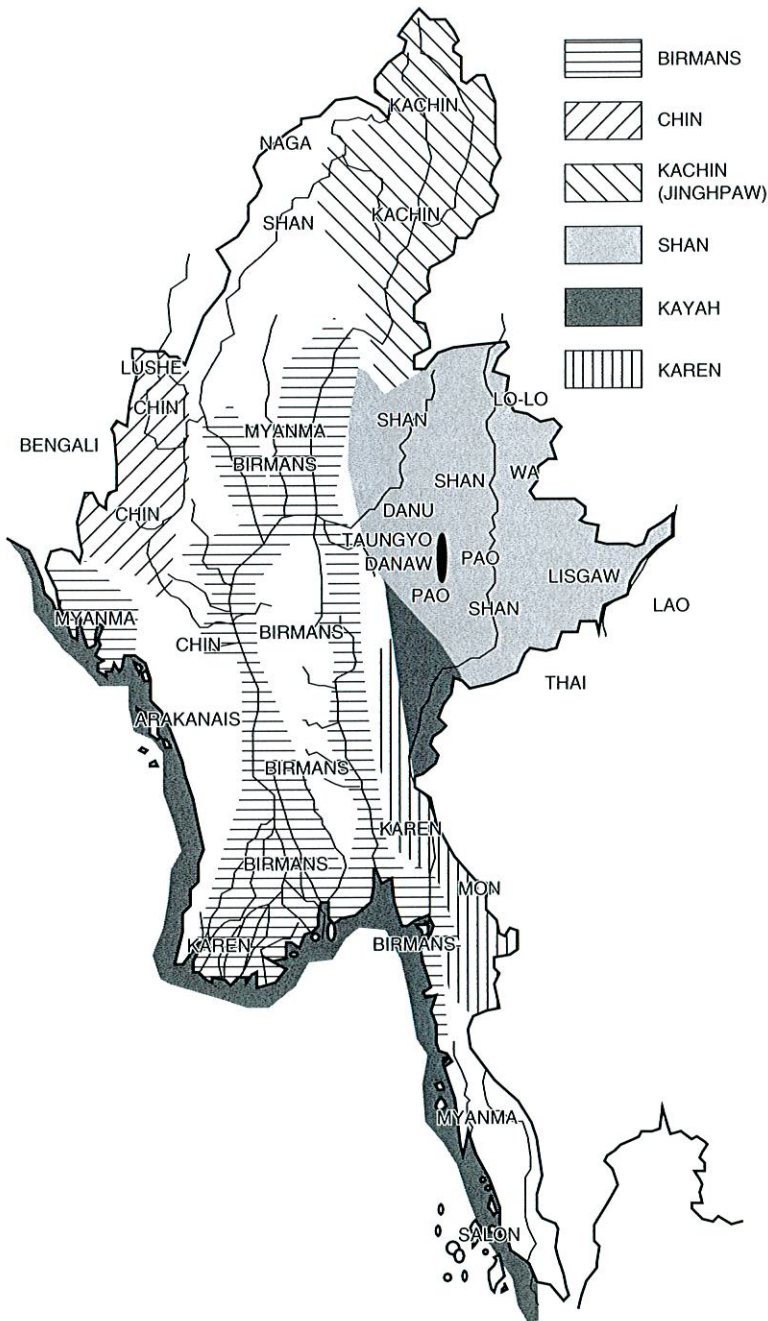 BIRMANS
CHIN
KACHIN
(JINGHPAW)
SHAN
KAYAH
KAREN
KACHIN
NAGA
KACHIN
SHAN
LUSHE
CHIN
BENGALI
MYANMA
BIRMANS
CHIN
SHAN
LO-LO
SHAN
WA
DANU
TAUNGYO
DANAW
PAO
PAO
LISGAW
SHAN
LAO
THAI
MYANMA
CHIN
BIRMANS
ARAKANAIS
BIRMANS
KAREN
BIRMANS
MON
KAREN
BIRMANS
MYANMA
SALON